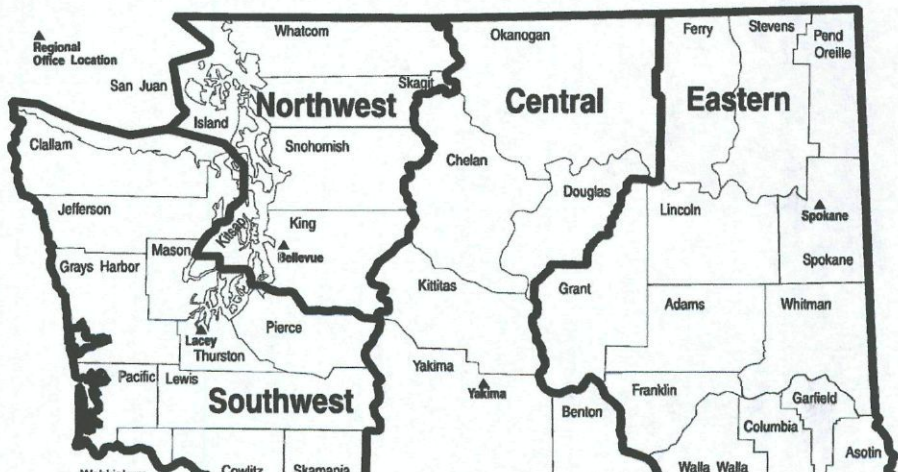 Whatcom
Okanogan
Ferry
Stevens
Pend
Oreille
Regional
Office Location
San Juan
Skagit
Northwest
Central
Eastern
Island
Clallam
Snohomish
Chelan
Douglas
Jefferson
Kitsap
King
Lincoln
Spokane
Mason
Bellevue
Spokane
Grays Harbor
Kittitas
Grant
Adams
Whitman
Lacey
Pierce
Thurston
Yakima
Pacific
Lewis
Yakima
Franklin
Garfield
Southwest
Benton
Columbia
Asotin
Cowlitz
Skamania
Walla Walla